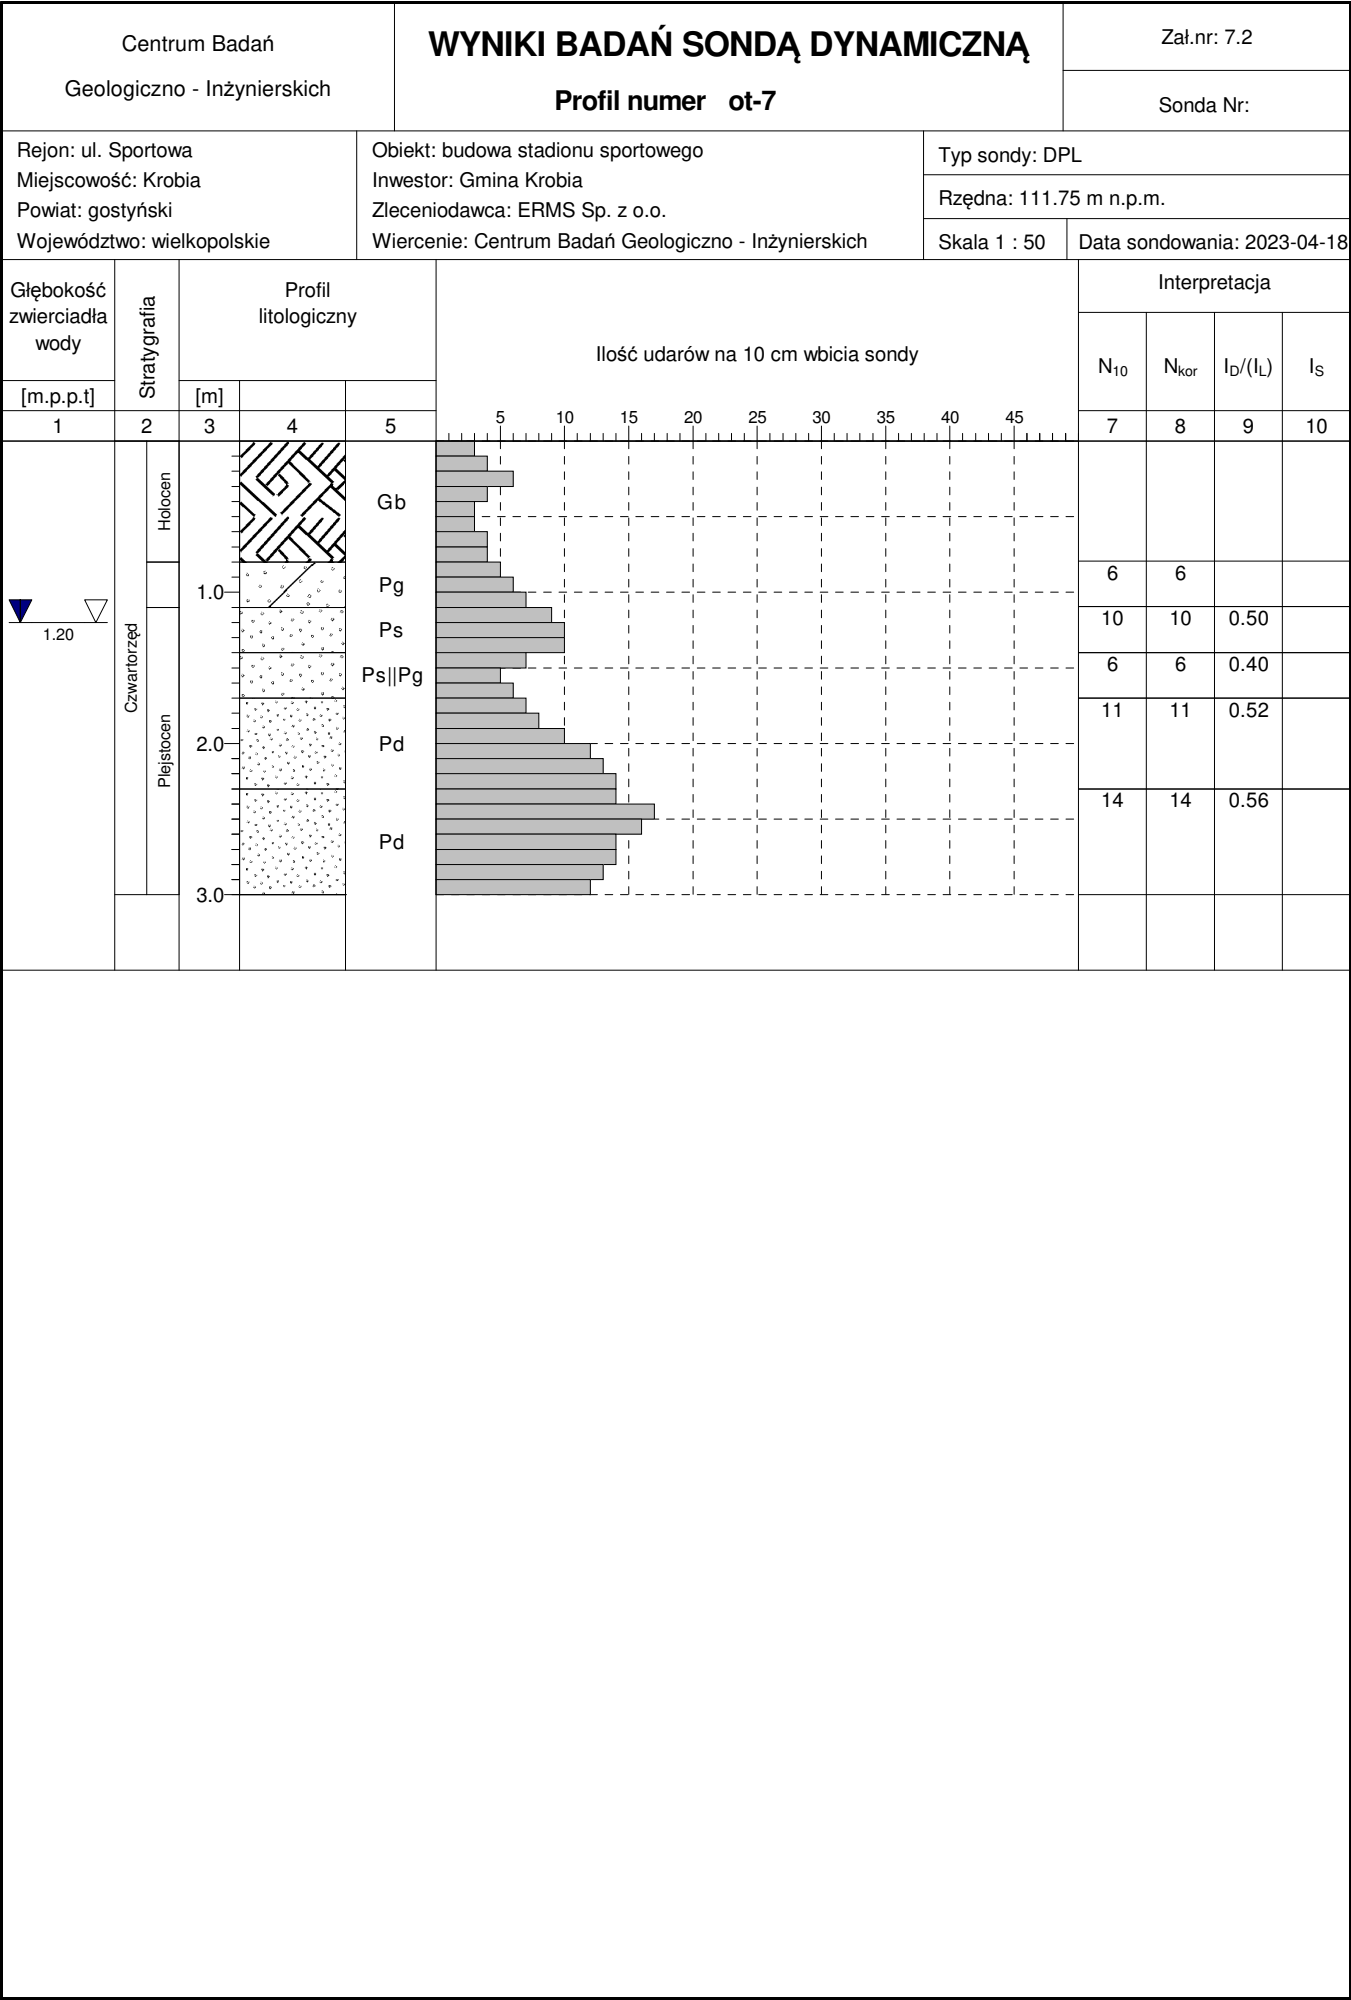 Centrum Badań
Geologiczno - Inżynierskich
WYNIKI BADAŃ SONDĄ DYNAMICZNĄ
Profil numer ot-7
Zał.nr: 7.2
Sonda Nr:
Rejon: ul. Sportowa
Miejscowość: Krobia
Powiat: gostyński
Województwo: wielkopolskie
Obiekt: budowa stadionu sportowego
Inwestor: Gmina Krobia
Zleceniodawca: ERMS Sp. z o.o.
Wiercenie: Centrum Badań Geologiczno - Inżynierskich
Typ sondy: DPL
Rzędna: 111.75 m n.p.m.
Skala 1 : 50
Data sondowania: 2023-04-18
Głębokość
zwierciadła
wody
[m.p.p.t]
Stratygrafia
Profil
litologiczny
[m]
Ilość udarów na 10 cm wbicia sondy
Interpretacja
N10 Nkor ID/(IL) IS
5 10 15 20 25 30 35 40 45
1 2 3 4 5 7 8 9 10
Czwartorzęd
Holocen
Plejstocen
Gb
1.0 Pg 6 6
1.20
Ps 10 10 0.50
Ps||Pg 6 6 0.40
2.0 Pd 11 11 0.52
Pd 14 14 0.56
3.0